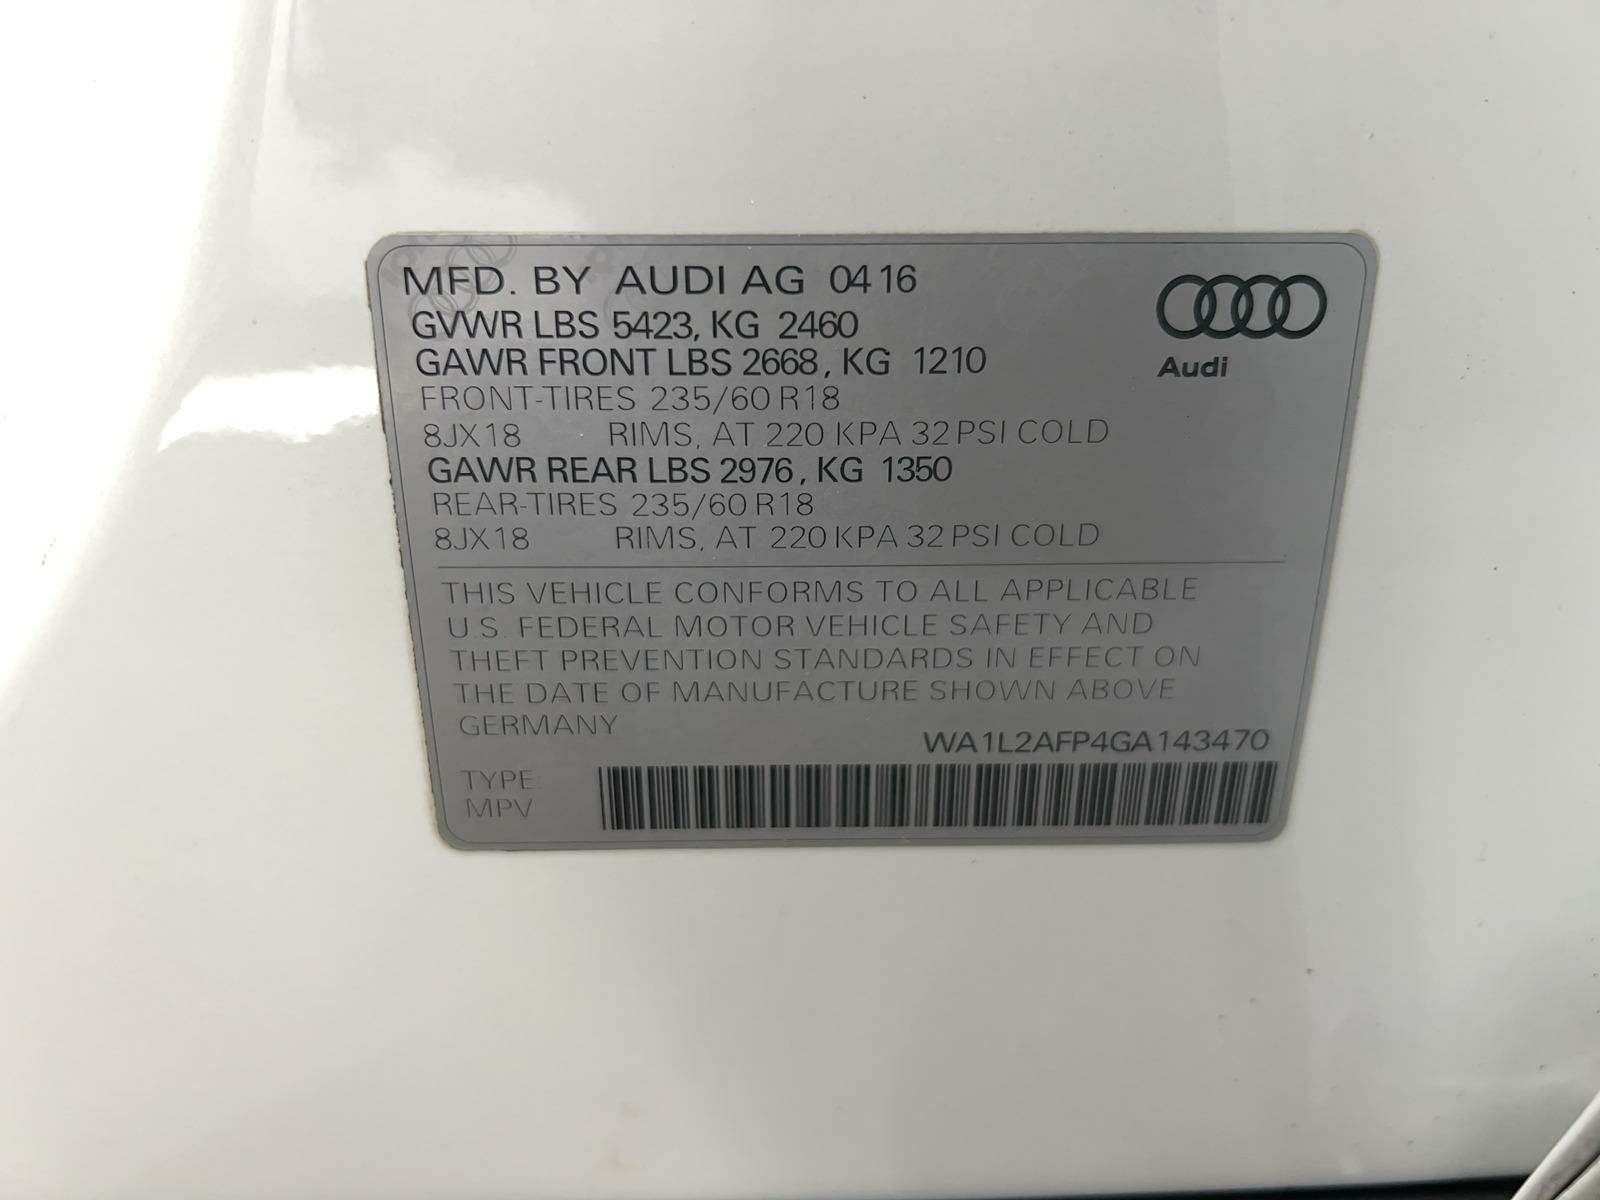 MFD. BY AUDI AG 04 16
GVWR LBS 5423, KG 2460
GAWR FRONT LBS 2668, KG 1210
FRONT-TIRES 235/60 R18
8JX18 RIMS, AT 220 KPA 32 PSI COLD
GAWR REAR LBS 2976, KG 1350
REAR-TIRES 235/60 R18
8JX18 RIMS, AT 220 KPA 32 PSI COLD
Audi
THIS VEHICLE CONFORMS TO ALL APPLICABLE
U.S. FEDERAL MOTOR VEHICLE SAFETY AND
THEFT PREVENTION STANDARDS IN EFFECT ON
THE DATE OF MANUFACTURE SHOWN ABOVE
GERMANY
WA1L2AFP4GA143470
TYPE:
MPV